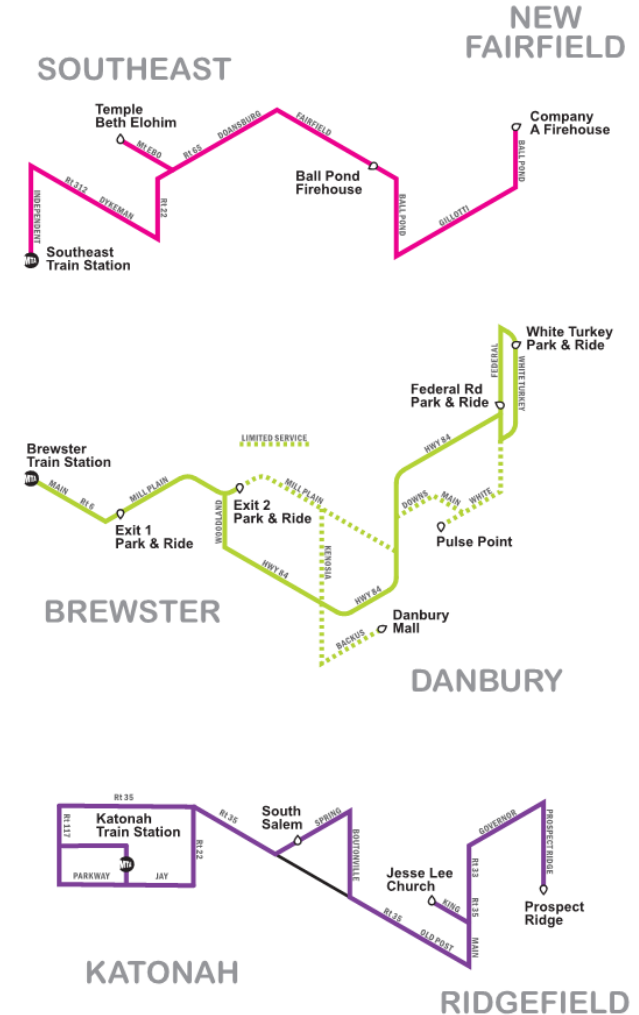 NEW
FAIRFIELD
SOUTHEAST
Temple
Beth Elohim
Company
A Firehouse
Mt EBO
Rt 65
DOANSBURG
FAIRFIELD
BALL POND
Ball Pond
Firehouse
INDEPENDENT
Rt 312
DYKEMAN
Rt 22
BALL POND
GILLOTTI
MTA
Southeast
Train Station
White Turkey
Park & Ride
FEDERAL
WHITE TURKEY
Federal Rd
Park & Ride
LIMITED SERVICE
HWY 84
Brewster
Train Station
MTA
MAIN
Rt 6
MILL PLAIN
Exit 1
Park & Ride
WOODLAND
Exit 2
Park & Ride
MILL PLAIN
DOWNS
MAIN
WHITE
Pulse Point
KENOSIA
HWY 84
HWY 84
BREWSTER
Danbury
Mall
BACKUS
DANBURY
Rt 35
Rt 117
Katonah
Train Station
MTA
Rt 22
PARKWAY
JAY
Rt 35
South
Salem
SPRING
BOUTONVILLE
GOVERNOR
PROSPECT RIDGE
Jesse Lee
Church
KING
Rt 33
Rt 35
MAIN
Rt 35
OLD POST
Prospect
Ridge
KATONAH
RIDGEFIELD